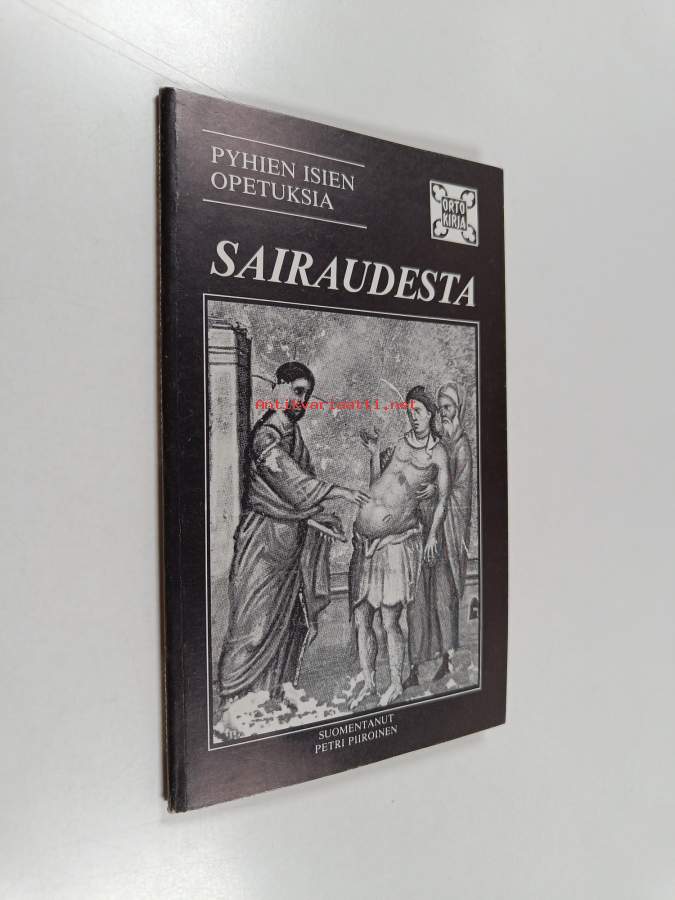 PYHIEN ISIEN
OPETUKSIA
ORTO
KIRJA
SAIRAUDESTA
Antikvariaatti.net
SUOMENTANUT
PETRI PIIROINEN